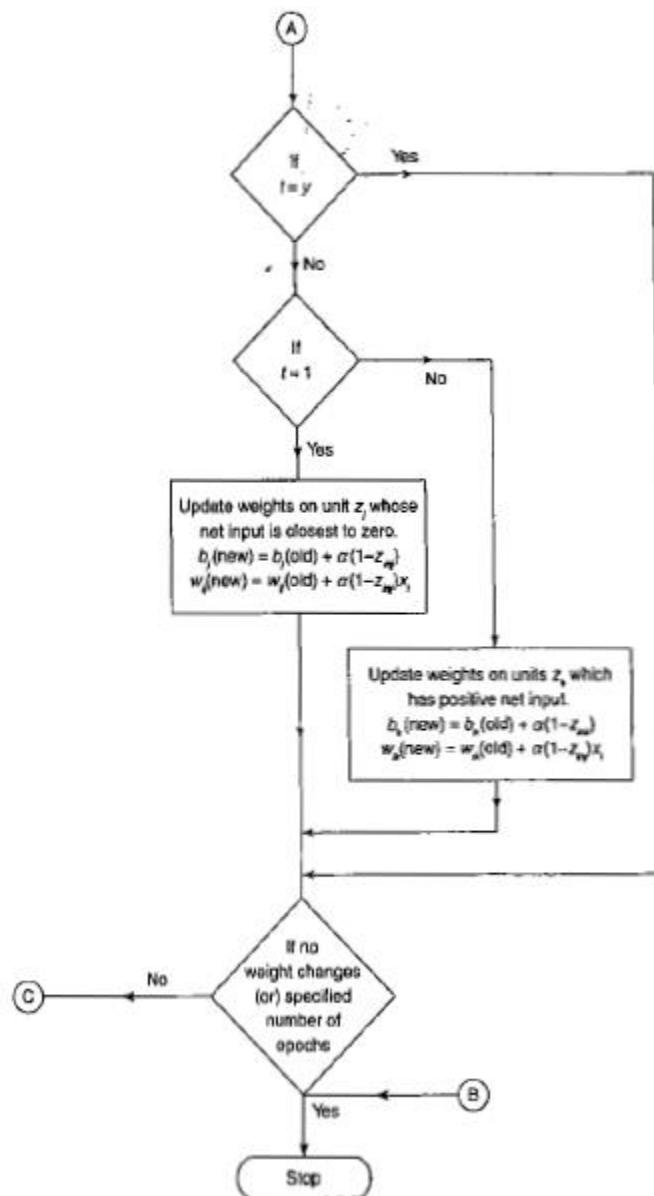 A
If
t = y
Yes
No
If
t = 1
No
Yes
Update weights on unit z_j whose
net input is closest to zero.
b_j(new) = b_j(old) + α(1–z_inj)
w_ij(new) = w_ij(old) + α(1–z_inj)x_i
Update weights on units z_k which
has positive net input.
b_k(new) = b_k(old) + α(1–z_ink)
w_ik(new) = w_ik(old) + α(1–z_ink)x_i
If no
weight changes
(or) specified
number of
epochs
No
C
B
Yes
Stop